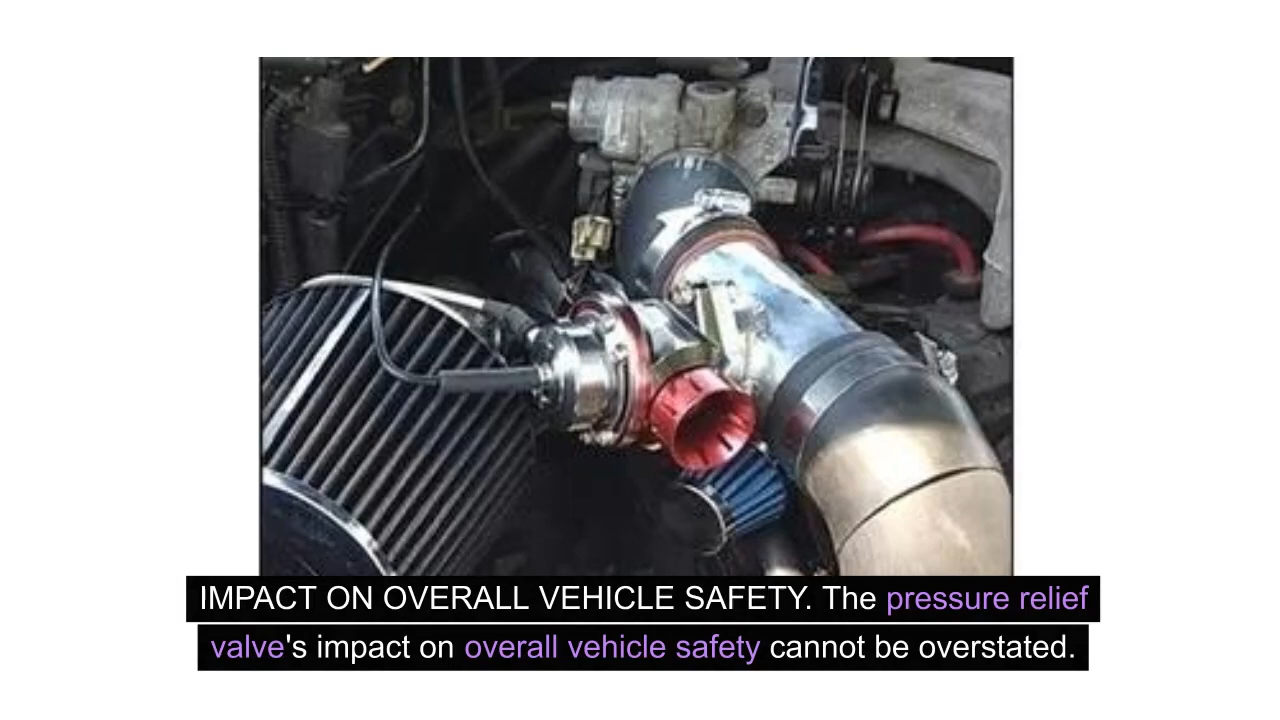 IMPACT ON OVERALL VEHICLE SAFETY. The pressure relief
valve's impact on overall vehicle safety cannot be overstated.